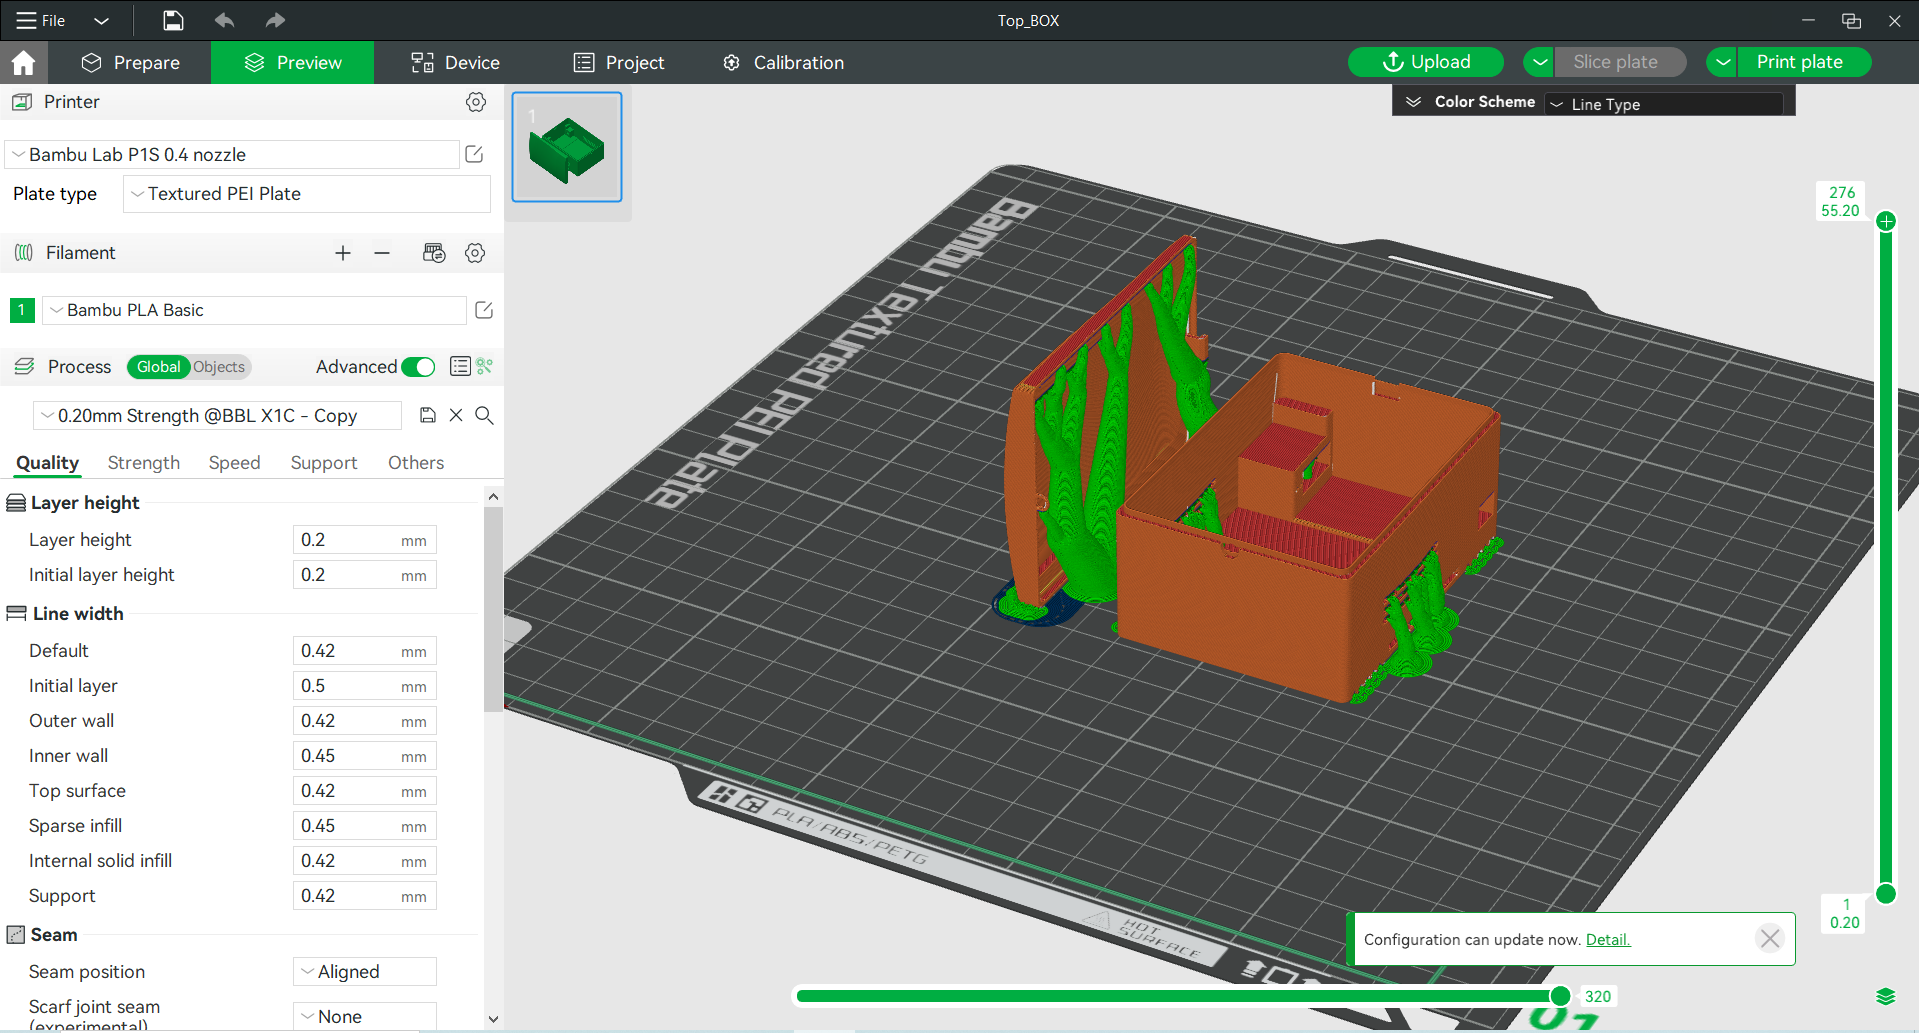 File
Top_BOX
Prepare
Preview
Device
Project
Calibration
Upload
Slice plate
Print plate
Printer
Color Scheme
Line Type
Bambu Lab P1S 0.4 nozzle
Plate type
Textured PEI Plate
1
Filament
1
Bambu PLA Basic
Process
Global
Objects
Advanced
0.20mm Strength @BBL X1C - Copy
Quality
Strength
Speed
Support
Others
Layer height
Layer height 0.2 mm
Initial layer height 0.2 mm
Line width
Default 0.42 mm
Initial layer 0.5 mm
Outer wall 0.42 mm
Inner wall 0.45 mm
Top surface 0.42 mm
Sparse infill 0.45 mm
Internal solid infill 0.42 mm
Support 0.42 mm
Seam
Seam position Aligned
Scarf joint seam
(experimental) None
Bambu Textured PEI Plate
PLA/ABS/PETG
HOT
SURFACE
276
55.20
1
0.20
Configuration can update now. Detail.
320
01